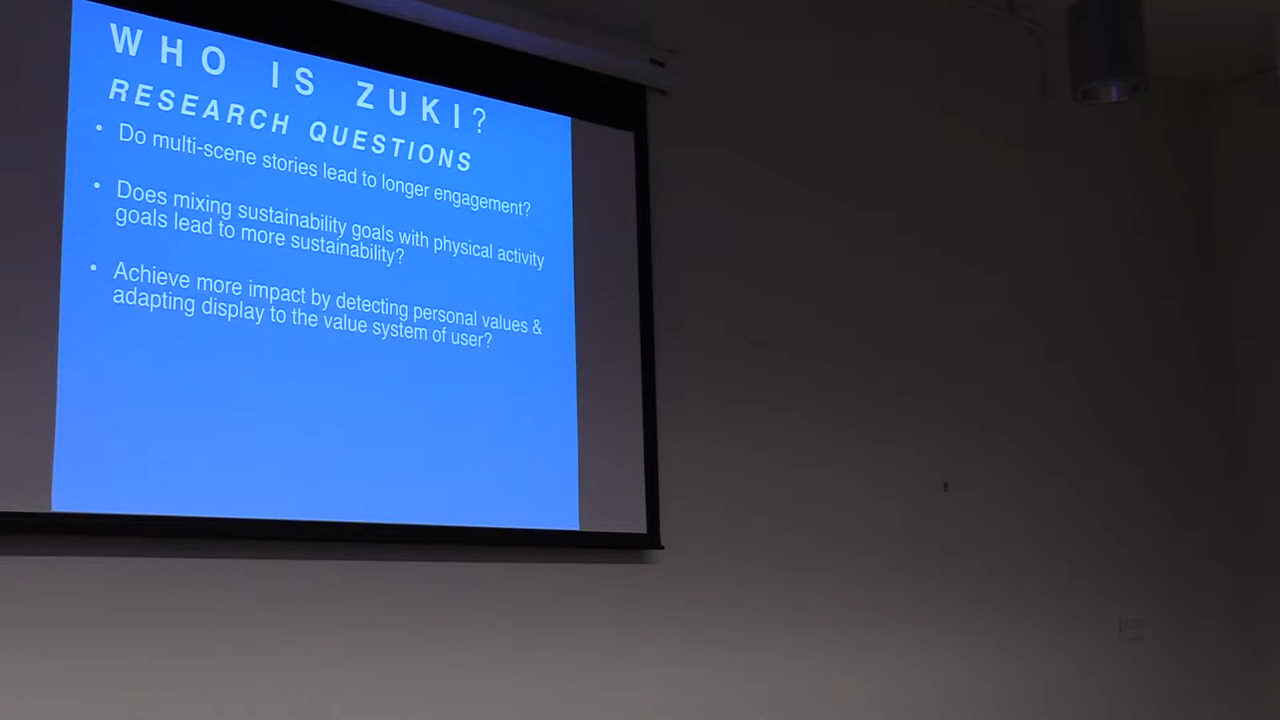 WHO IS ZUKI?
RESEARCH QUESTIONS
• Do multi-scene stories lead to longer engagement?
• Does mixing sustainability goals with physical activity
goals lead to more sustainability?
• Achieve more impact by detecting personal values &
adapting display to the value system of user?